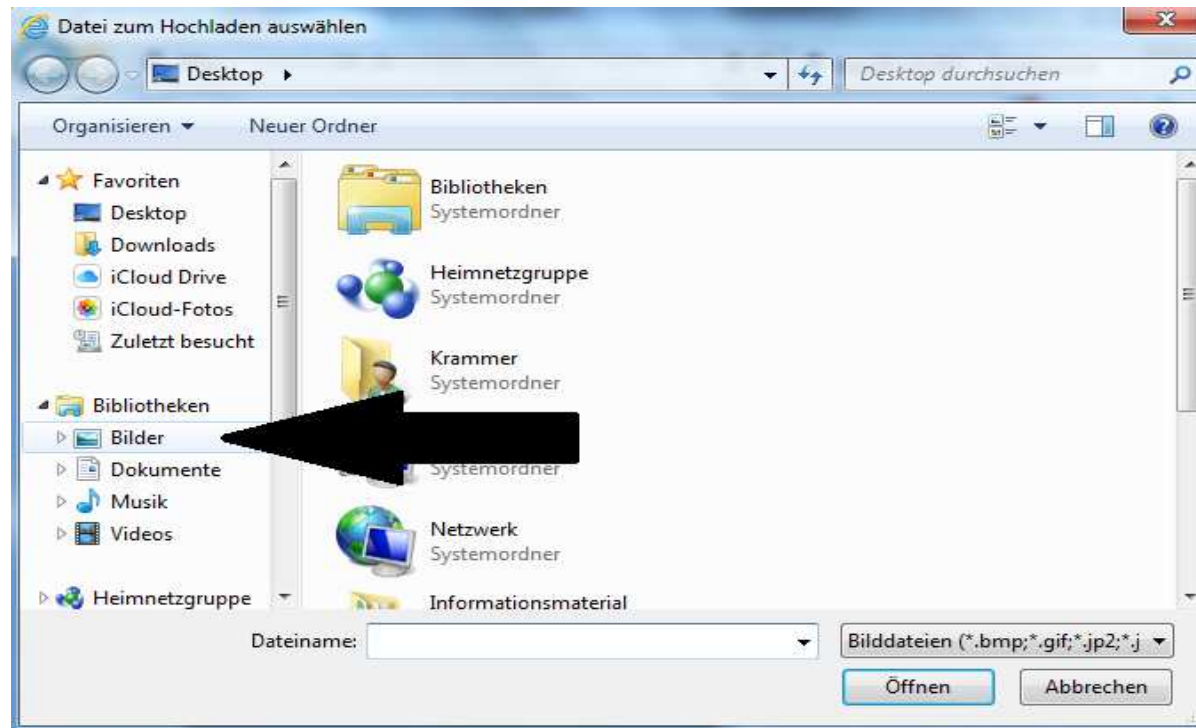 Datei zum Hochladen auswählen
Desktop
Desktop durchsuchen
Organisieren
Neuer Ordner
Favoriten
Desktop
Downloads
iCloud Drive
iCloud-Fotos
Zuletzt besucht
Bibliotheken
Bilder
Dokumente
Musik
Videos
Heimnetzgruppe
Bibliotheken
Systemordner
Heimnetzgruppe
Systemordner
Krammer
Systemordner
Systemordner
Netzwerk
Systemordner
Informationsmaterial
Dateiname:
Bilddateien (*.bmp;*.gif;*.jp2;*.j
Öffnen
Abbrechen